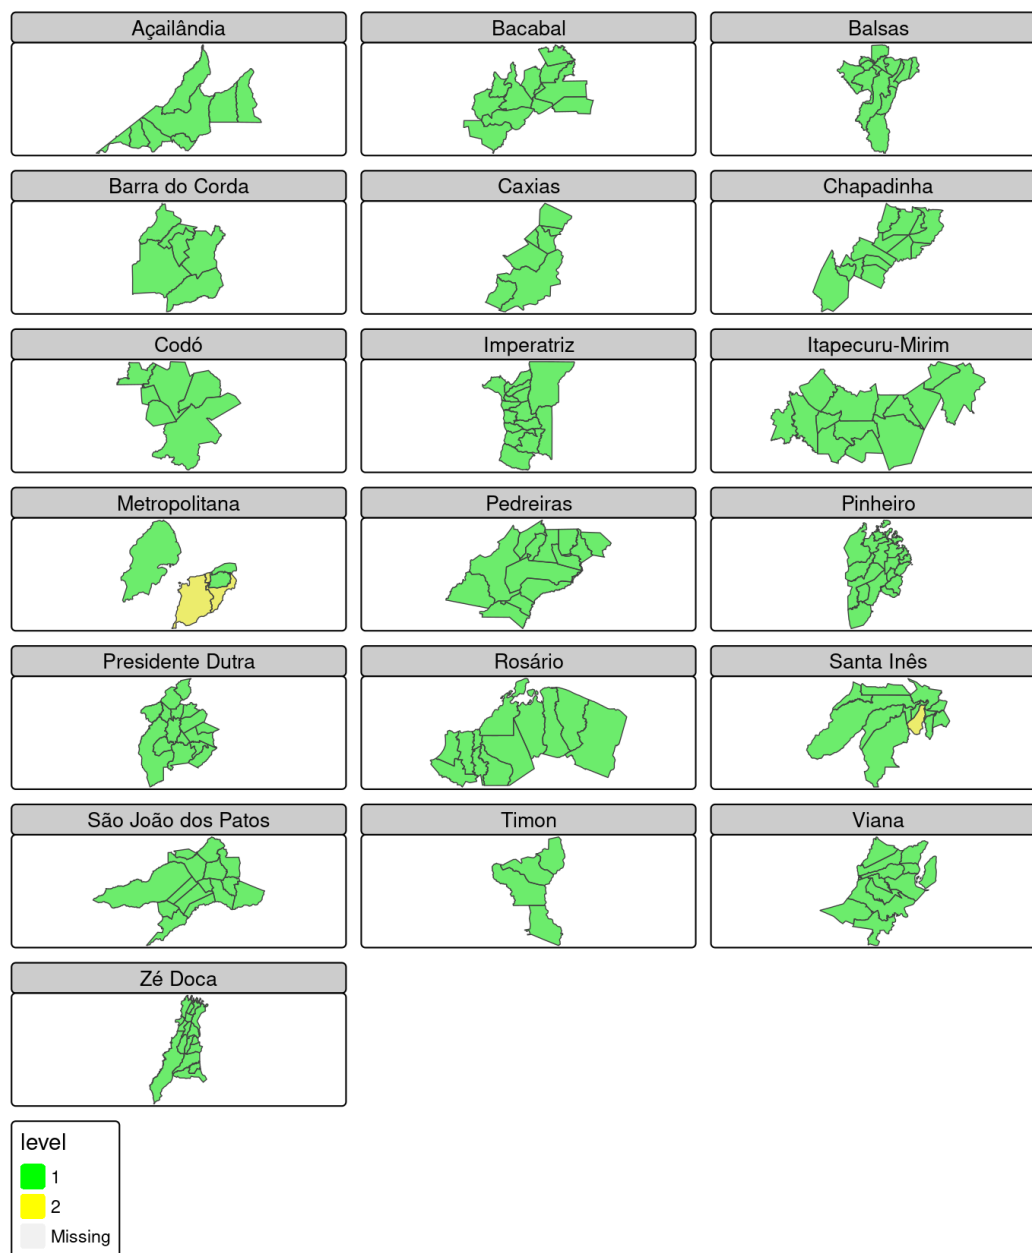 Açailândia
Bacabal
Balsas
Barra do Corda
Caxias
Chapadinha
Codó
Imperatriz
Itapecuru-Mirim
Metropolitana
Pedreiras
Pinheiro
Presidente Dutra
Rosário
Santa Inês
São João dos Patos
Timon
Viana
Zé Doca
level
1
2
Missing